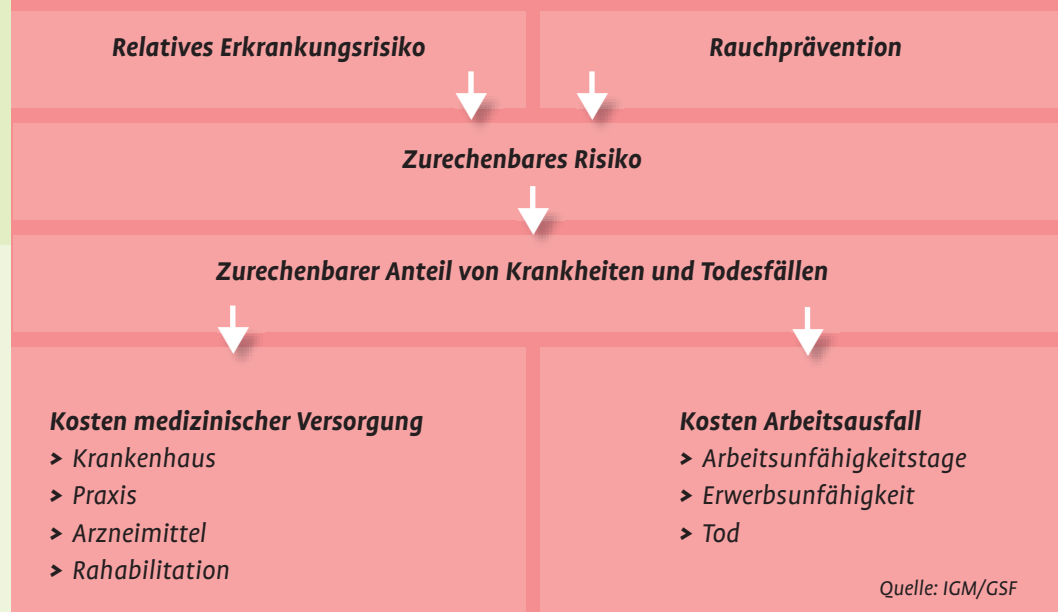 Relatives Erkrankungsrisiko
Rauchprävention
Zurechenbares Risiko
Zurechenbarer Anteil von Krankheiten und Todesfällen
Kosten medizinischer Versorgung
> Krankenhaus
> Praxis
> Arzneimittel
> Rahabilitation
Kosten Arbeitsausfall
> Arbeitsunfähigkeitstage
> Erwerbsunfähigkeit
> Tod
Quelle: IGM/GSF